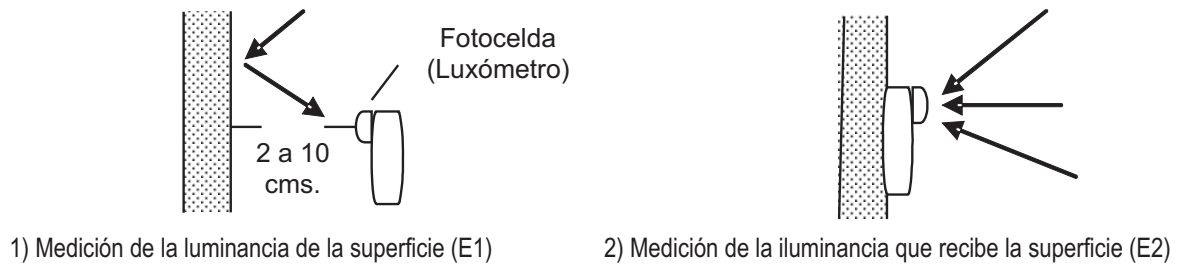 Fotocelda
(Luxómetro)
2 a 10
cms.
1) Medición de la luminancia de la superficie (E1)
2) Medición de la iluminancia que recibe la superficie (E2)